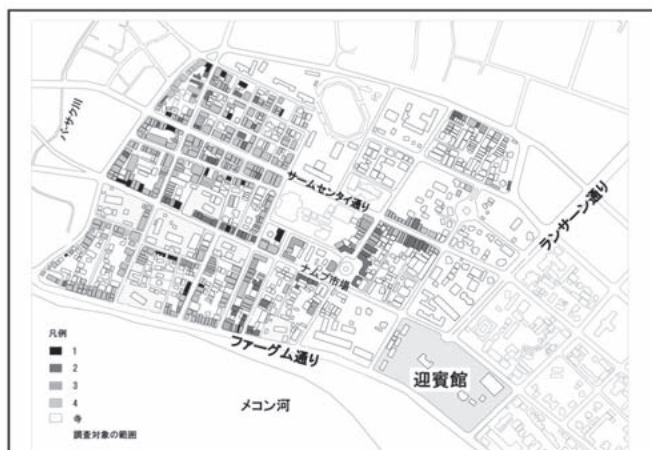 パーサク川
サームセンタイ通り
ランサーン通り
ナムプ市場
ファーグム通り
迎賓館
メコン河
凡例
1
2
3
4
寺
調査対象の範囲